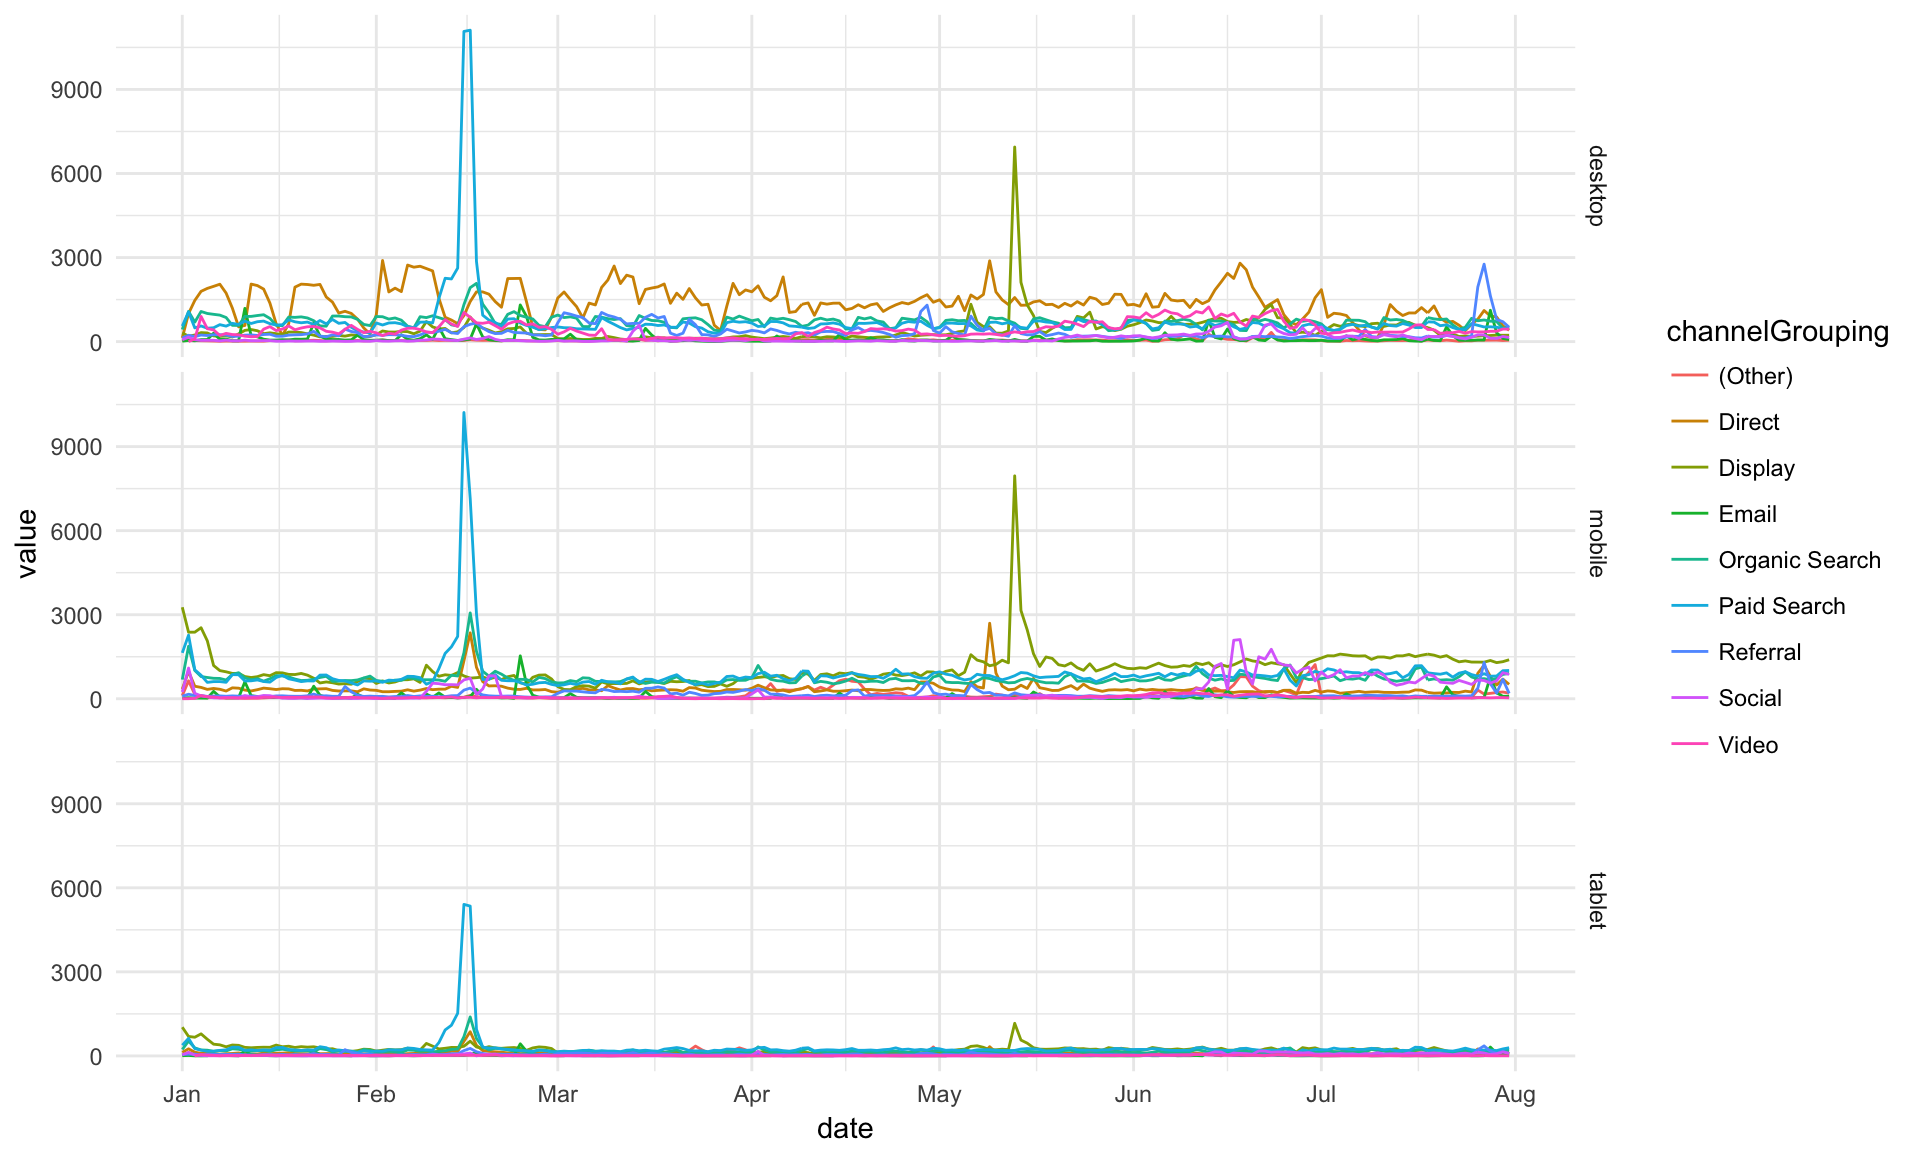 9000
6000
3000
0
desktop
9000
6000
3000
0
mobile
9000
6000
3000
0
tablet
value
Jan Feb Mar Apr May Jun Jul Aug
date
channelGrouping
(Other)
Direct
Display
Email
Organic Search
Paid Search
Referral
Social
Video